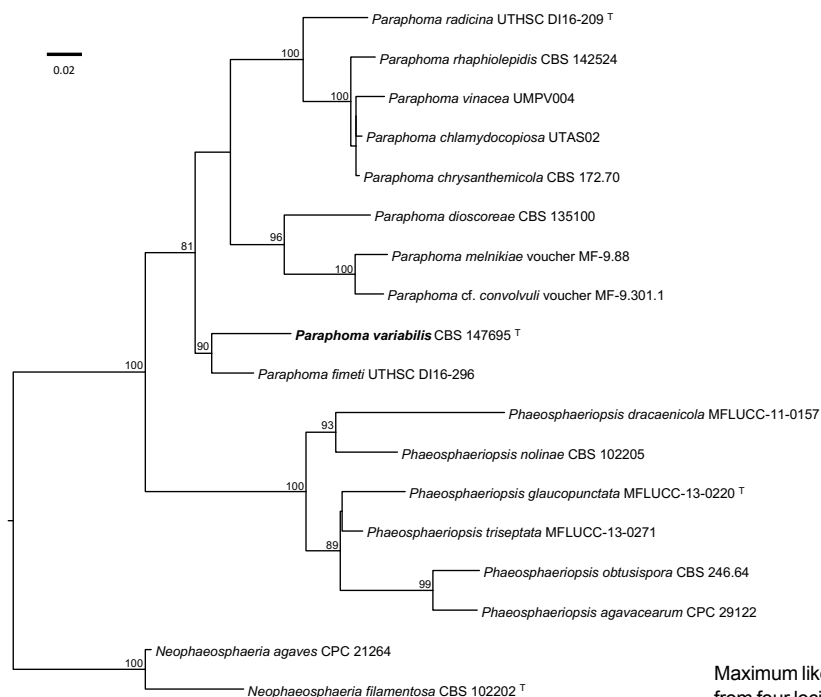 Paraphoma radicina UTHSC DI16-209 T
0.02
100
Paraphoma rhaphiolepidis CBS 142524
100
Paraphoma vinacea UMPV004
Paraphoma chlamydocopiosa UTAS02
Paraphoma chrysanthemicola CBS 172.70
Paraphoma dioscoreae CBS 135100
96
81
Paraphoma melnikiae voucher MF-9.88
100
Paraphoma cf. convolvuli voucher MF-9.301.1
Paraphoma variabilis CBS 147695 T
90
100
Paraphoma fimeti UTHSC DI16-296
Phaeosphaeriopsis dracaenicola MFLUCC-11-0157
93
Phaeosphaeriopsis nolinae CBS 102205
100
Phaeosphaeriopsis glaucopunctata MFLUCC-13-0220 T
Phaeosphaeriopsis triseptata MFLUCC-13-0271
89
Phaeosphaeriopsis obtusispora CBS 246.64
99
Phaeosphaeriopsis agavacearum CPC 29122
Neophaeosphaeria agaves CPC 21264
100
Neophaeosphaeria filamentosa CBS 102202 T
Maximum like
from four loci